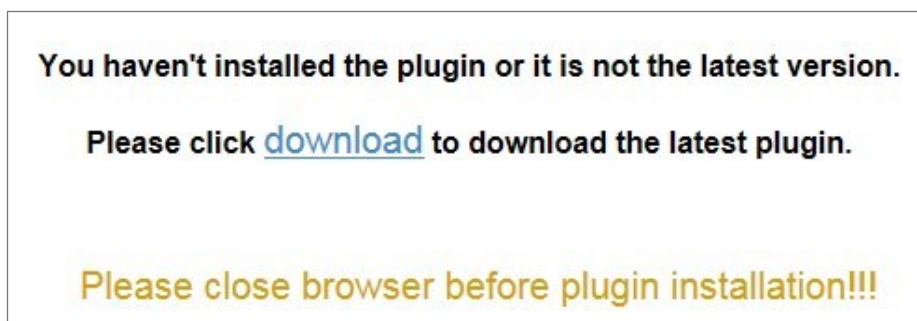 You haven't installed the plugin or it is not the latest version.
Please click download to download the latest plugin.
Please close browser before plugin installation!!!